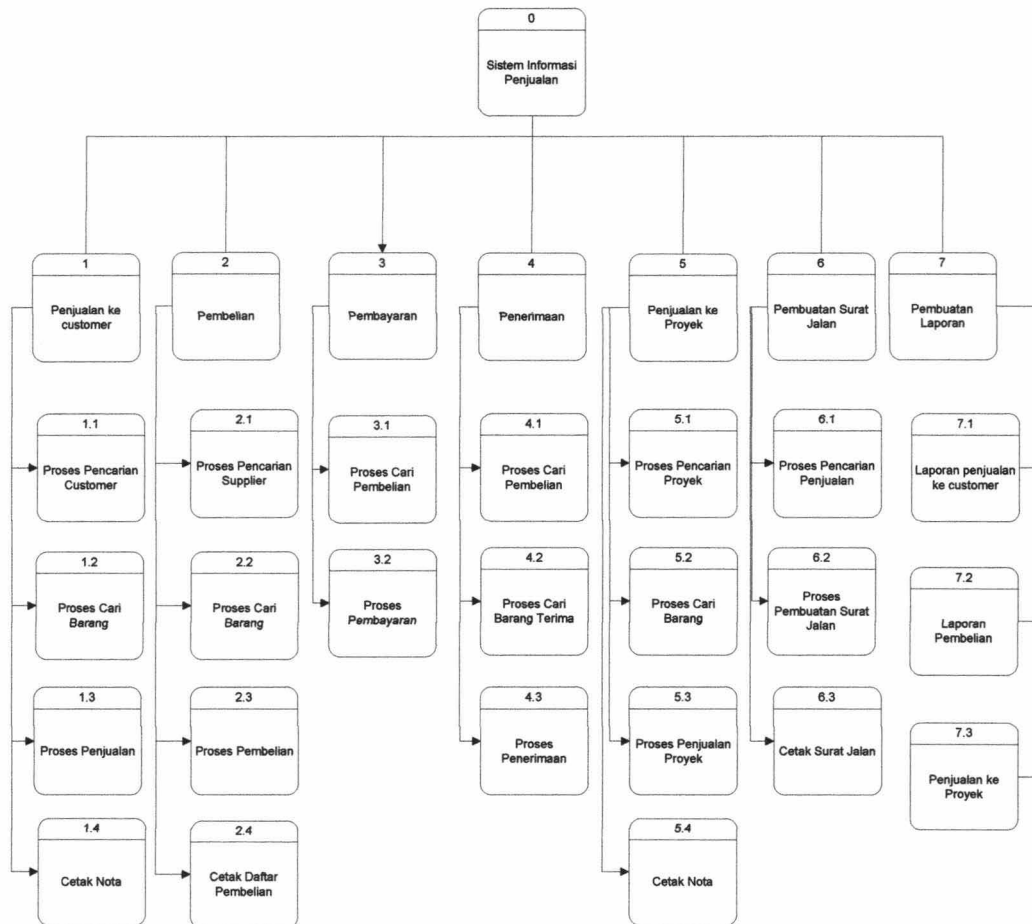 0
Sistem Informasi
Penjualan
1
Penjualan ke
customer
2
Pembelian
3
Pembayaran
4
Penerimaan
5
Penjualan ke
Proyek
6
Pembuatan Surat
Jalan
7
Pembuatan
Laporan
1.1
Proses Pencarian
Customer
2.1
Proses Pencarian
Supplier
3.1
Proses Cari
Pembelian
4.1
Proses Cari
Pembelian
5.1
Proses Pencarian
Proyek
6.1
Proses Pencarian
Penjualan
7.1
Laporan penjualan
ke customer
1.2
Proses Cari
Barang
2.2
Proses Cari
Barang
3.2
Proses
Pembayaran
4.2
Proses Cari
Barang Terima
5.2
Proses Cari
Barang
6.2
Proses
Pembuatan Surat
Jalan
7.2
Laporan
Pembelian
1.3
Proses Penjualan
2.3
Proses Pembelian
4.3
Proses
Penerimaan
5.3
Proses Penjualan
Proyek
6.3
Cetak Surat Jalan
7.3
Penjualan ke
Proyek
1.4
Cetak Nota
2.4
Cetak Daftar
Pembelian
5.4
Cetak Nota